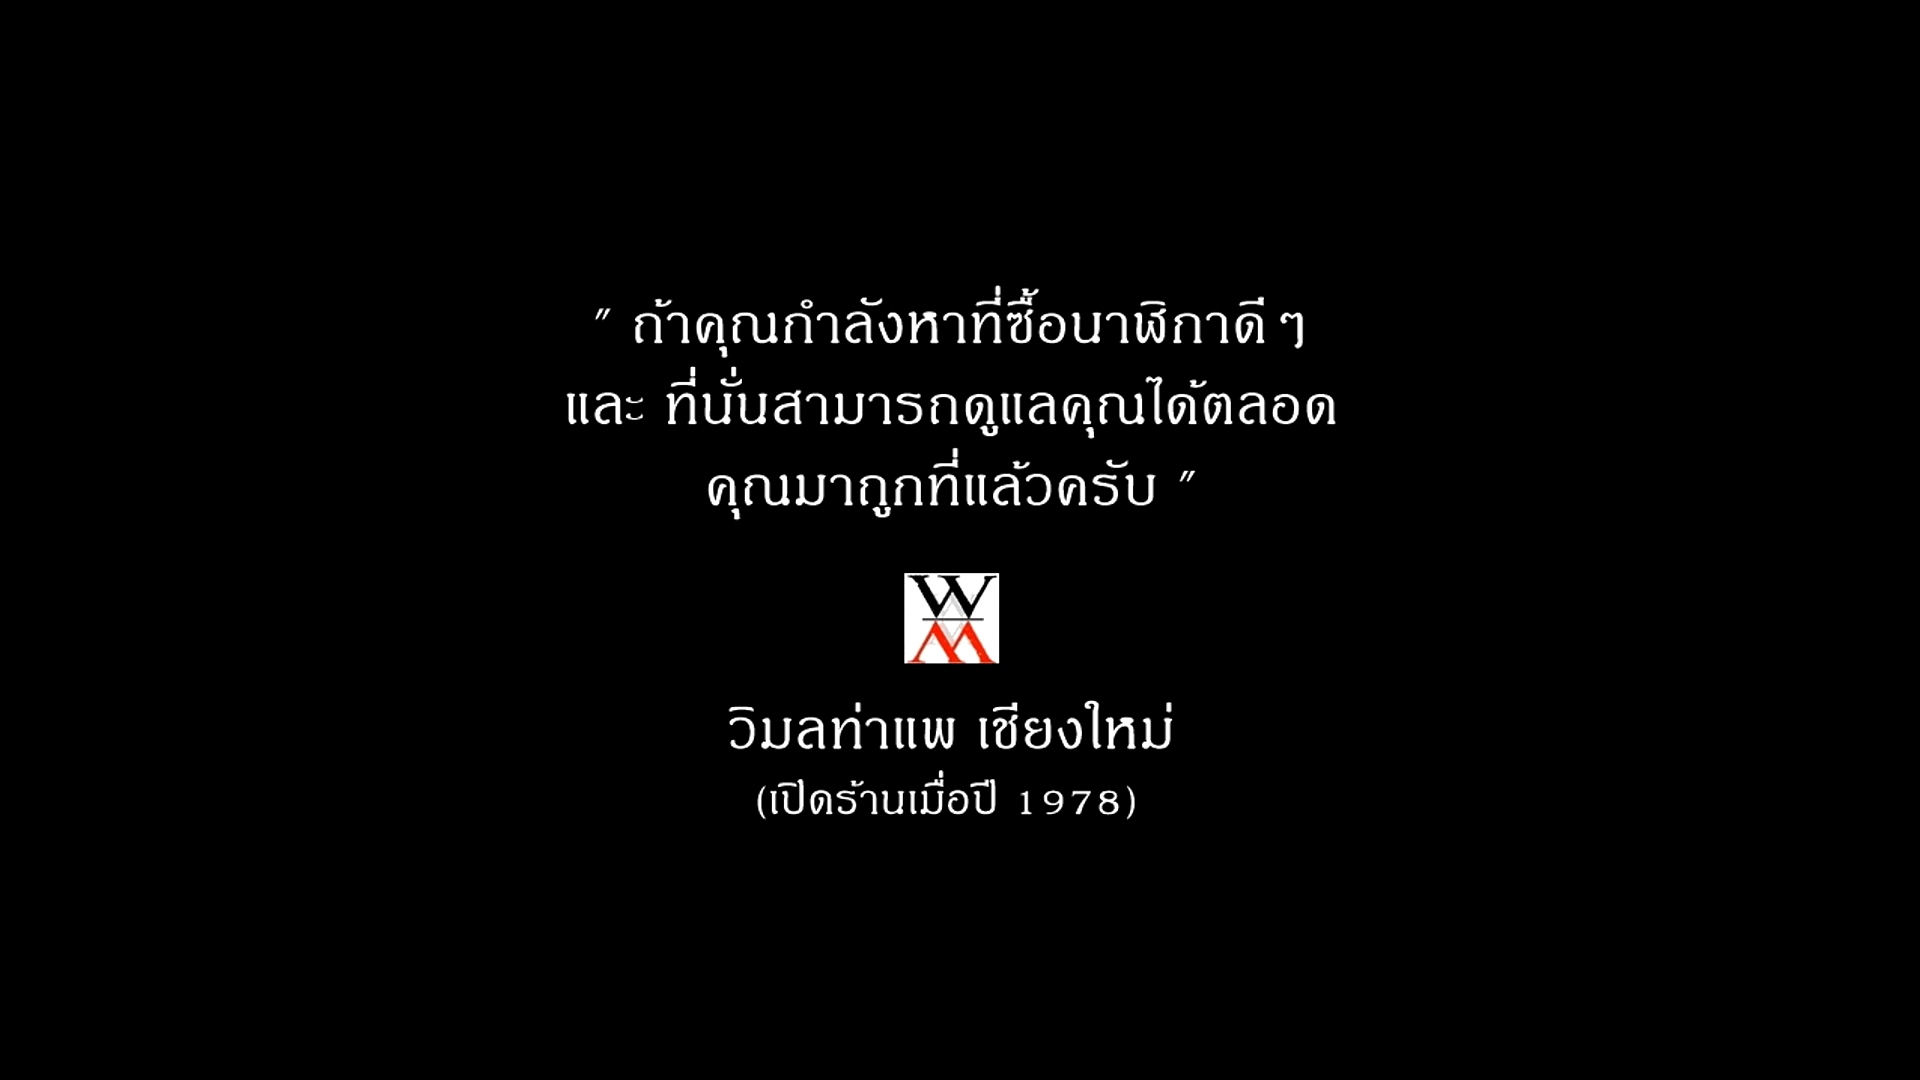 " ถ้าคุณกำลังหาที่ซื้อนาฬิกาดีๆ
และ ที่นั่นสามารถดูแลคุณได้ตลอด
คุณมาถูกที่แล้วครับ "
W
M
วิมลท่าแพ เชียงใหม่
(เปิดร้านเมื่อปี 1978)